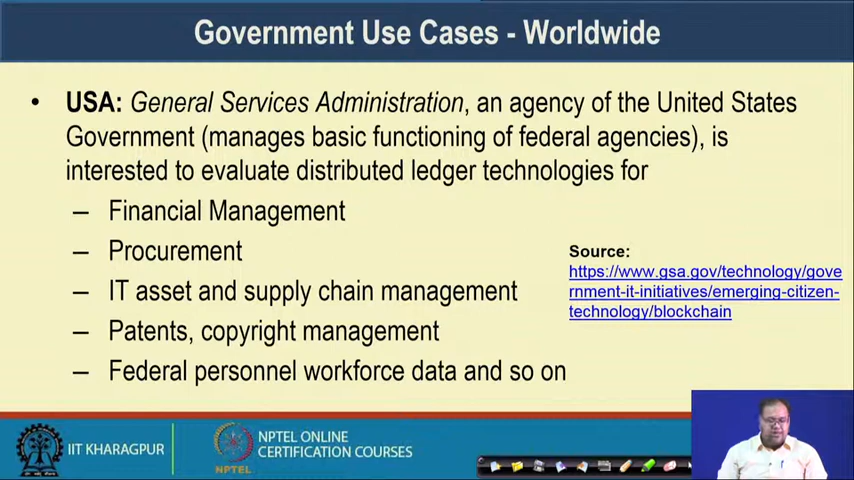 Government Use Cases - Worldwide
• USA: General Services Administration, an agency of the United States
Government (manages basic functioning of federal agencies), is
interested to evaluate distributed ledger technologies for
– Financial Management
– Procurement
– IT asset and supply chain management
– Patents, copyright management
– Federal personnel workforce data and so on
Source:
https://www.gsa.gov/technology/gove
rnment-it-initiatives/emerging-citizen-
technology/blockchain
IIT KHARAGPUR
NPTEL
NPTEL ONLINE
CERTIFICATION COURSES